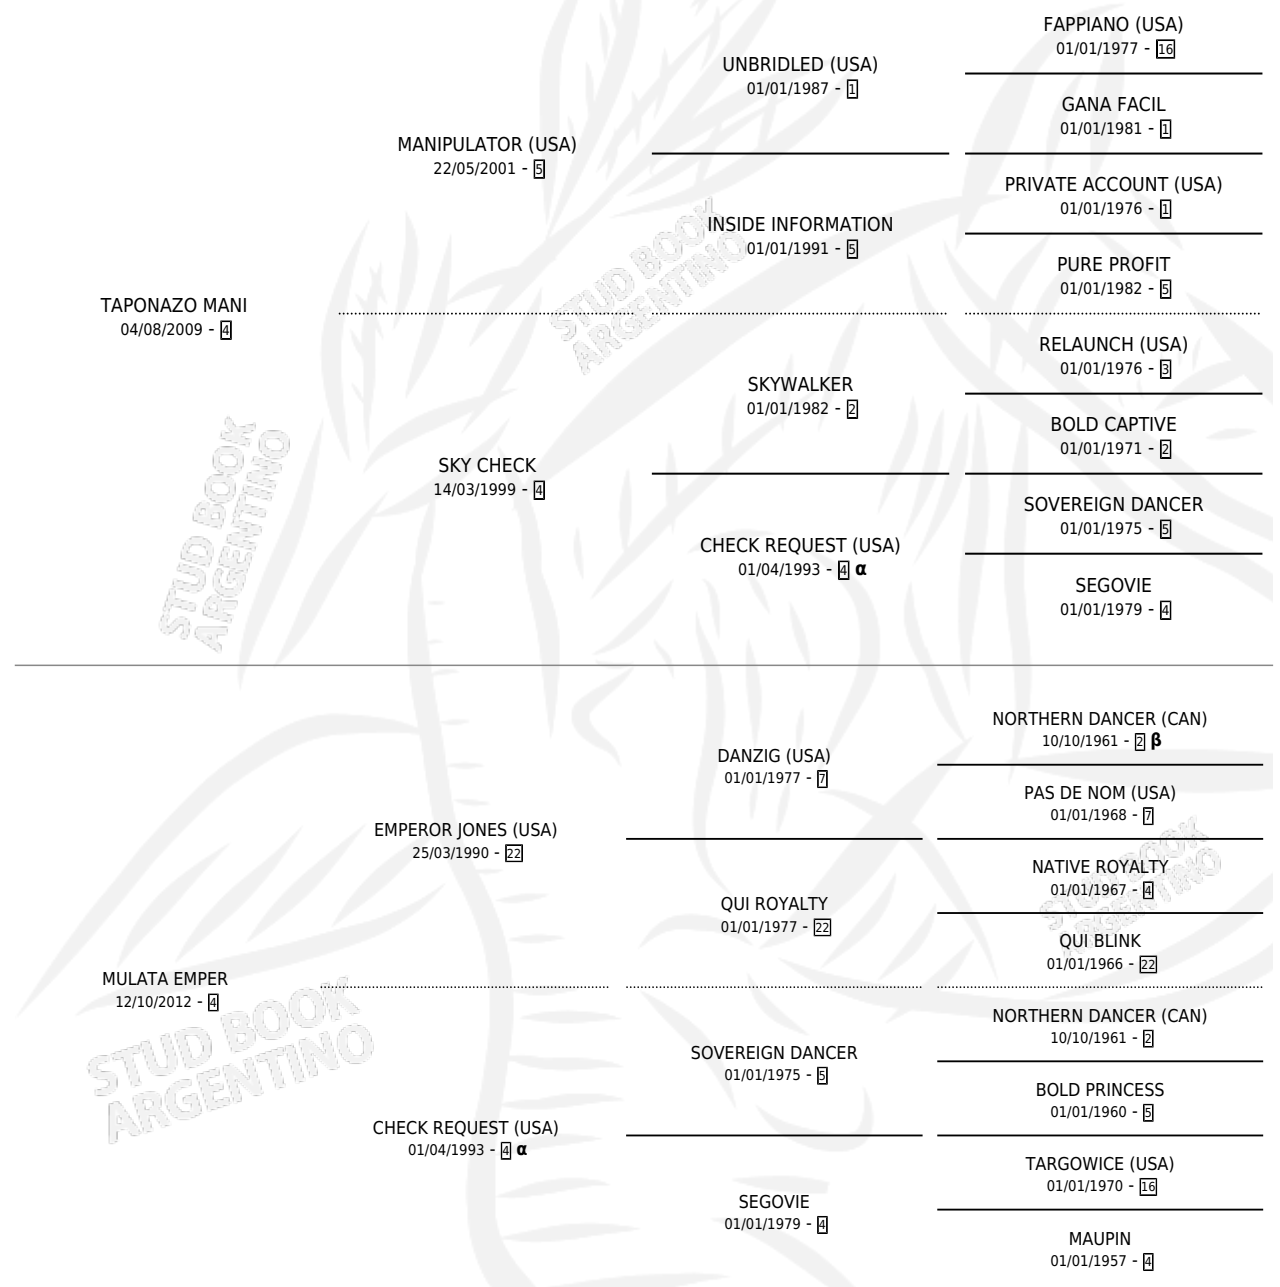 FAPPIANO (USA)
01/01/1977 - 16
UNBRIDLED (USA)
01/01/1987 - 1
GANA FACIL
01/01/1981 - 1
MANIPULATOR (USA)
22/05/2001 - 5
PRIVATE ACCOUNT (USA)
01/01/1976 - 1
INSIDE INFORMATION
01/01/1991 - 5
PURE PROFIT
01/01/1982 - 5
TAPONAZO MANI
04/08/2009 - 4
RELAUNCH (USA)
01/01/1976 - 3
SKYWALKER
01/01/1982 - 2
BOLD CAPTIVE
01/01/1971 - 2
SKY CHECK
14/03/1999 - 4
SOVEREIGN DANCER
01/01/1975 - 5
CHECK REQUEST (USA)
01/04/1993 - 4 α
SEGOVIE
01/01/1979 - 4
STUD BOOK
ARGENTINO
STUD BOOK
ARGENTINO
NORTHERN DANCER (CAN)
10/10/1961 - 2 β
DANZIG (USA)
01/01/1977 - 7
PAS DE NOM (USA)
01/01/1968 - 7
EMPEROR JONES (USA)
25/03/1990 - 22
NATIVE ROYALTY
01/01/1967 - 4
QUI ROYALTY
01/01/1977 - 22
QUI BLINK
01/01/1966 - 22
MULATA EMPER
12/10/2012 - 4
NORTHERN DANCER (CAN)
10/10/1961 - 2
SOVEREIGN DANCER
01/01/1975 - 5
BOLD PRINCESS
01/01/1960 - 5
CHECK REQUEST (USA)
01/04/1993 - 4 α
TARGOWICE (USA)
01/01/1970 - 16
SEGOVIE
01/01/1979 - 4
MAUPIN
01/01/1957 - 4
STUD BOOK
ARGENTINO
STUD BOOK
ARGENTINO